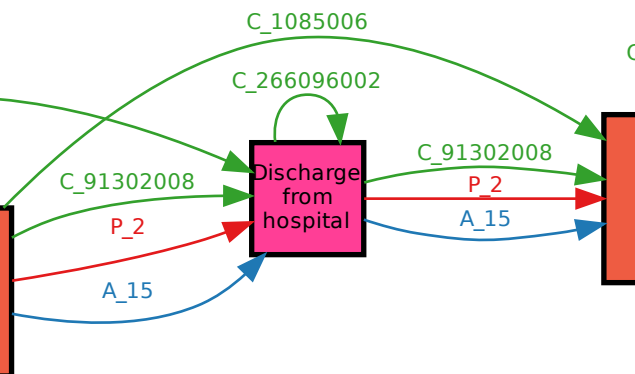 C_1085006
C_266096002
C_91302008
P_2
A_15
Discharge
from
hospital
C_91302008
P_2
A_15